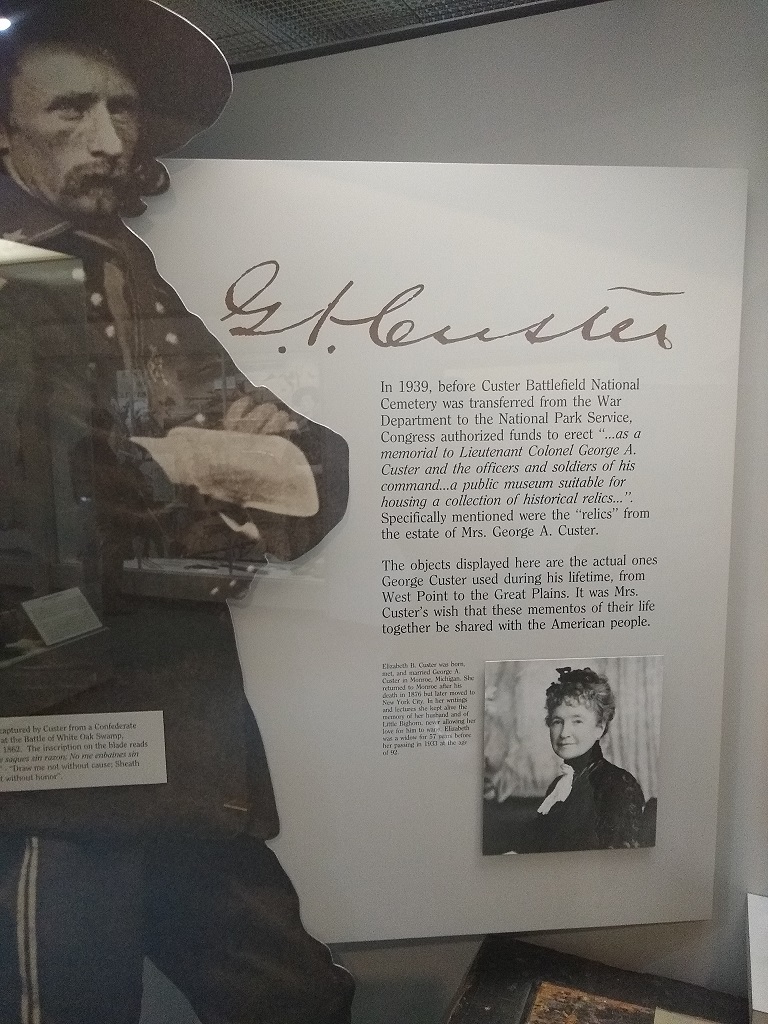 G.A. Custer
In 1939, before Custer Battlefield National
Cemetery was transferred from the War
Department to the National Park Service,
Congress authorized funds to erect “...as a
memorial to Lieutenant Colonel George A.
Custer and the officers and soldiers of his
command...a public museum suitable for
housing a collection of historical relics...”.
Specifically mentioned were the “relics” from
the estate of Mrs. George A. Custer.
The objects displayed here are the actual ones
George Custer used during his lifetime, from
West Point to the Great Plains. It was Mrs.
Custer's wish that these mementos of their life
together be shared with the American people.
Elizabeth B. Custer was born,
met, and married George A.
Custer in Monroe, Michigan. She
returned to Monroe after his
death in 1876 but later moved to
New York City. In her writings
and lectures she kept alive the
memory of her husband and of
Little Bighorn, never allowing her
love for him to wane. Elizabeth
was a widow for 57 years before
her passing in 1933 at the age
of 92.
captured by Custer from a Confederate
at the Battle of White Oak Swamp,
1862. The inscription on the blade reads
saques sin razon, No me enbaines sin
". "Draw me not without cause; Sheath
without honor".